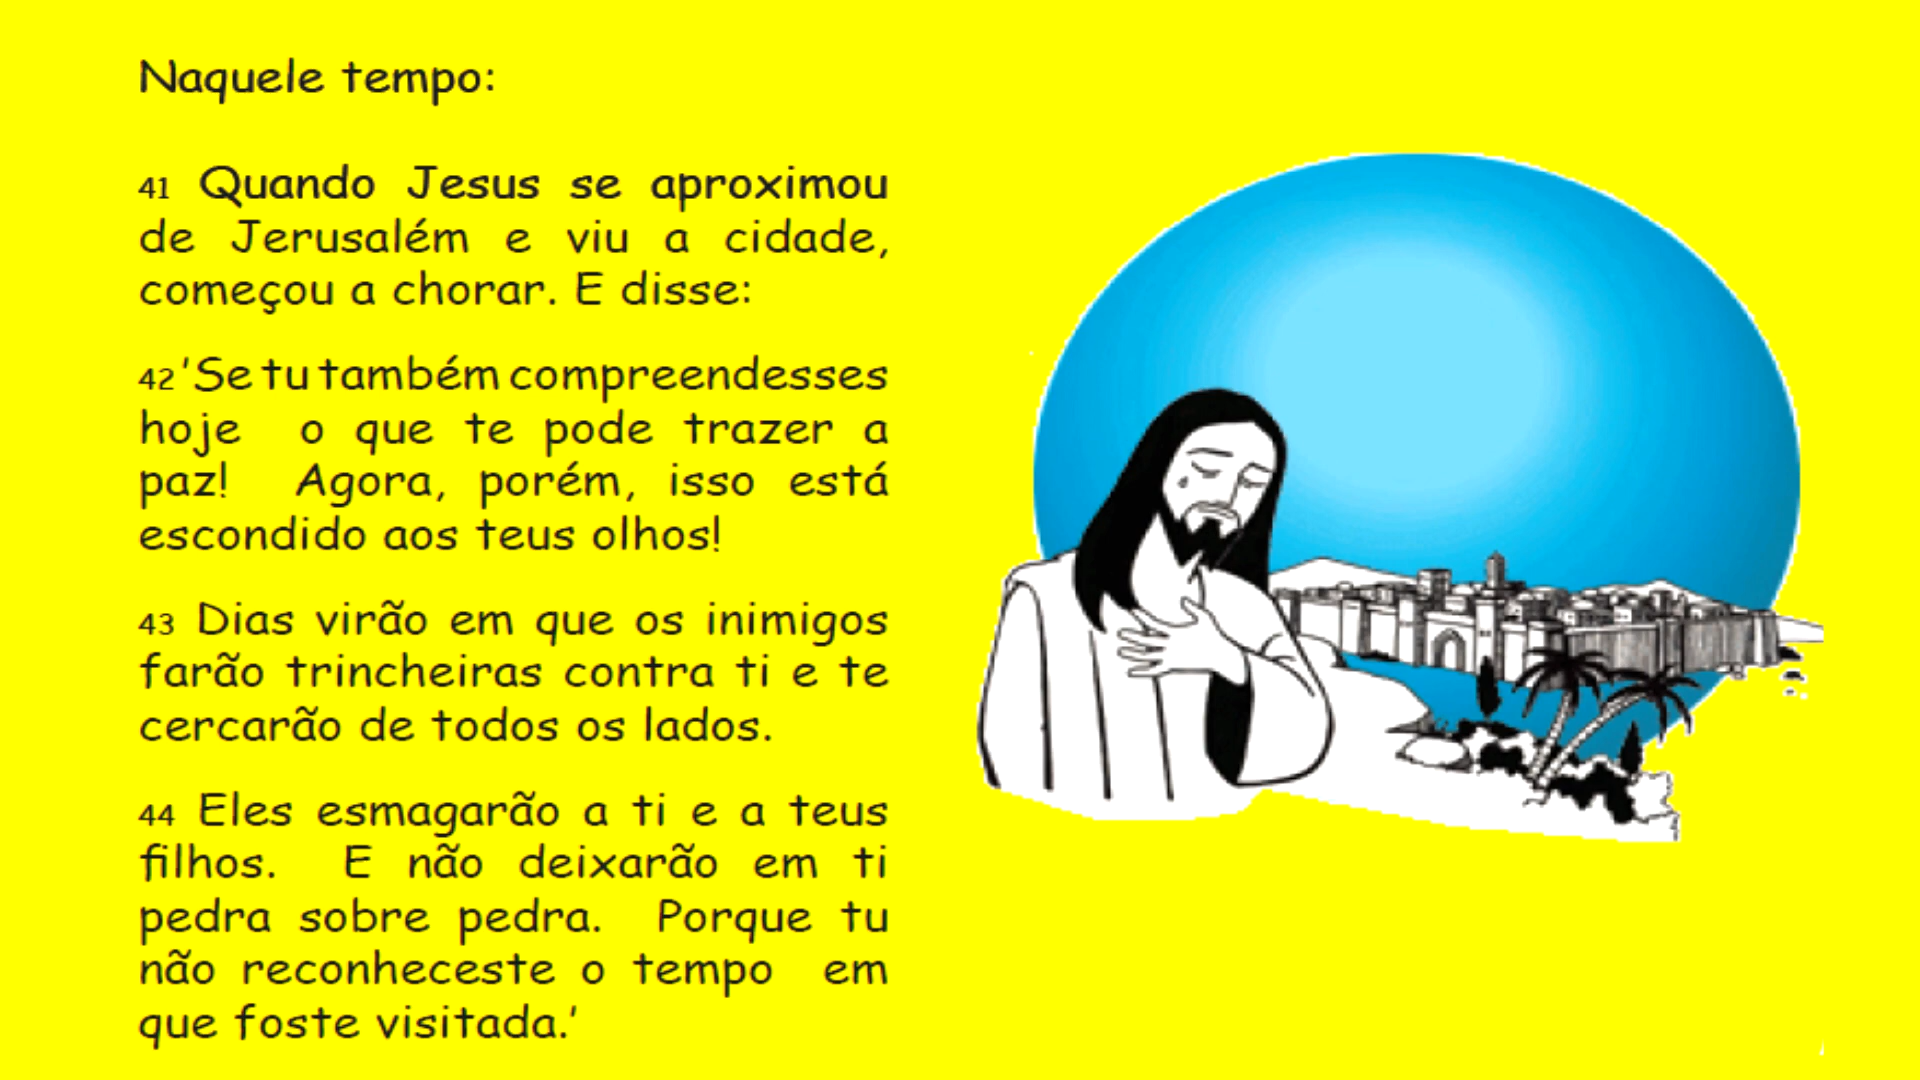 Naquele tempo:
41 Quando Jesus se aproximou
de Jerusalém e viu a cidade,
começou a chorar. E disse:
42 'Se tu também compreendesses
hoje o que te pode trazer a
paz! Agora, porém, isso está
escondido aos teus olhos!
43 Dias virão em que os inimigos
farão trincheiras contra ti e te
cercarão de todos os lados.
44 Eles esmagarão a ti e a teus
filhos. E não deixarão em ti
pedra sobre pedra. Porque tu
não reconheceste o tempo em
que foste visitada.'